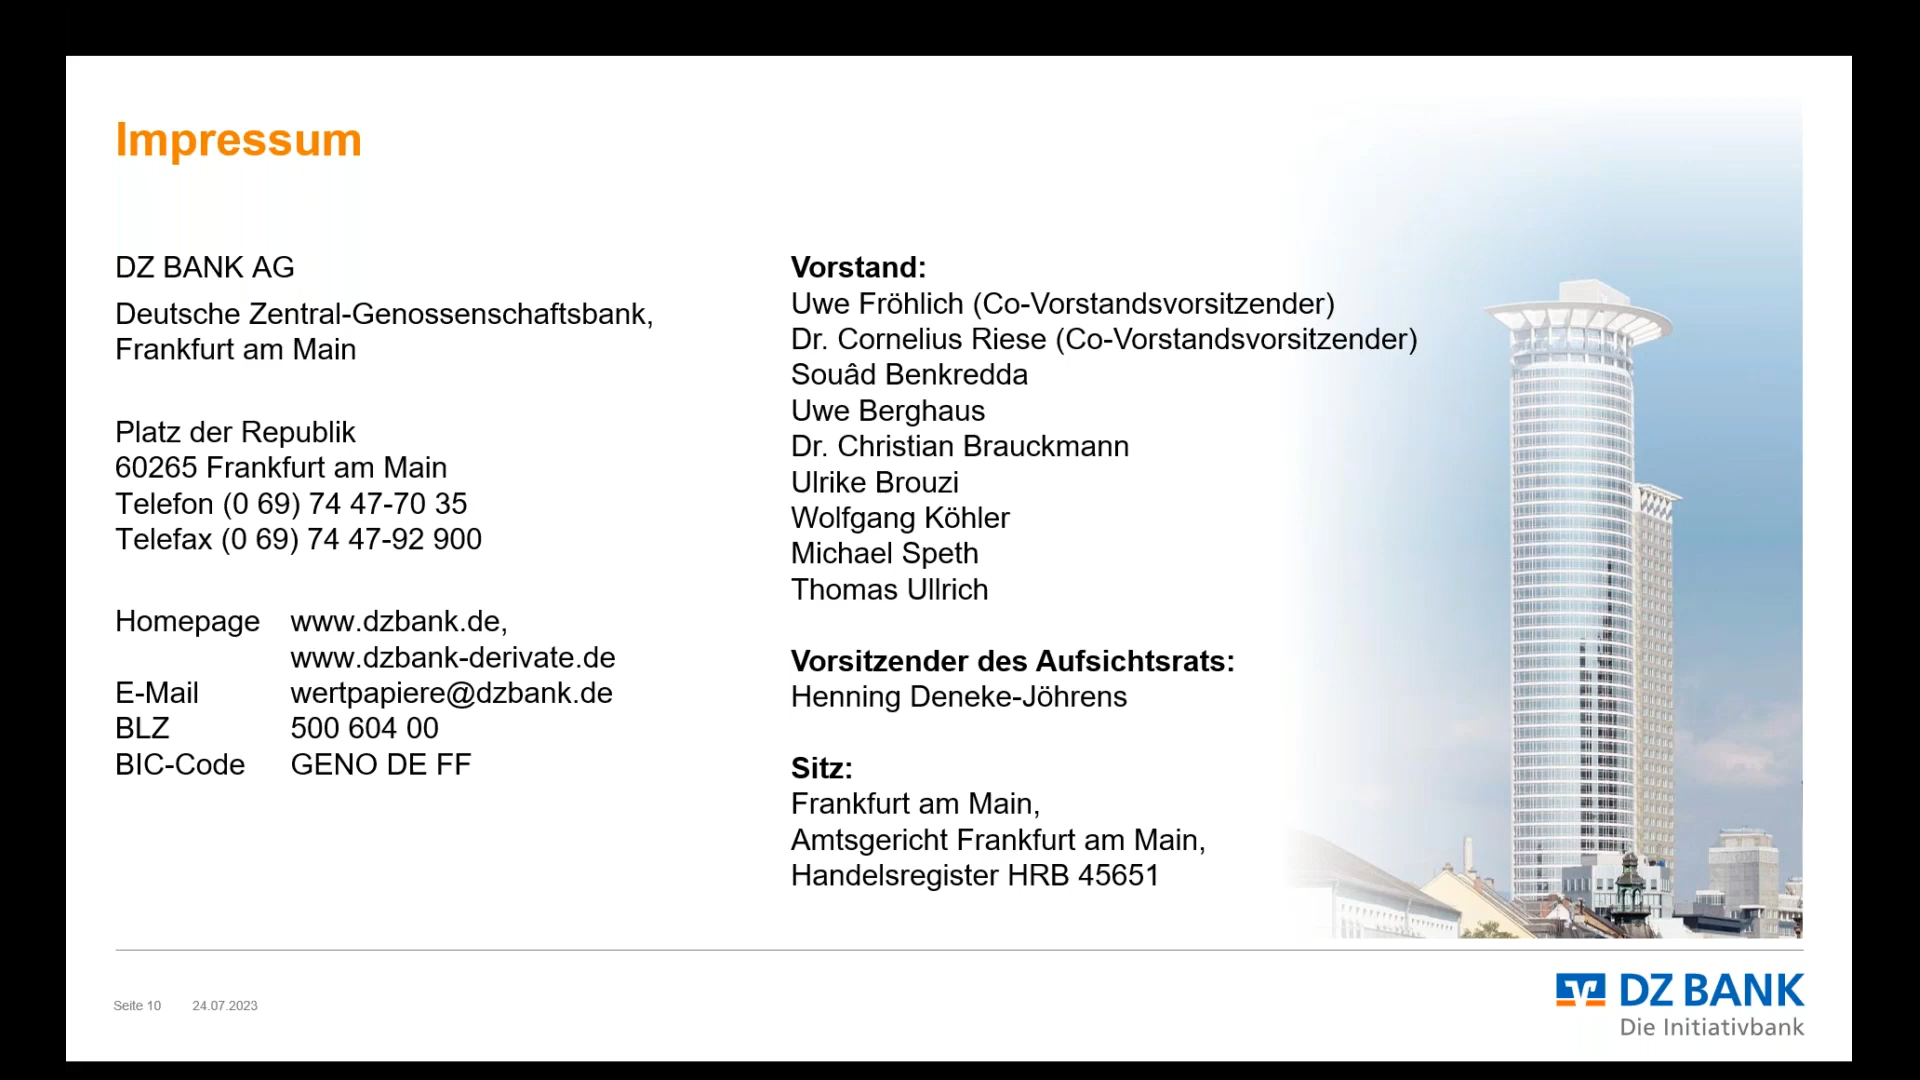 Impressum
DZ BANK AG
Deutsche Zentral-Genossenschaftsbank,
Frankfurt am Main
Platz der Republik
60265 Frankfurt am Main
Telefon (0 69) 74 47-70 35
Telefax (0 69) 74 47-92 900
Homepage www.dzbank.de,
www.dzbank-derivate.de
E-Mail wertpapiere@dzbank.de
BLZ 500 604 00
BIC-Code GENO DE FF
Vorstand:
Uwe Fröhlich (Co-Vorstandsvorsitzender)
Dr. Cornelius Riese (Co-Vorstandsvorsitzender)
Souâd Benkredda
Uwe Berghaus
Dr. Christian Brauckmann
Ulrike Brouzi
Wolfgang Köhler
Michael Speth
Thomas Ullrich
Vorsitzender des Aufsichtsrats:
Henning Deneke-Jöhrens
Sitz:
Frankfurt am Main,
Amtsgericht Frankfurt am Main,
Handelsregister HRB 45651
Seite 10 24.07.2023
DZ BANK
Die Initiativbank